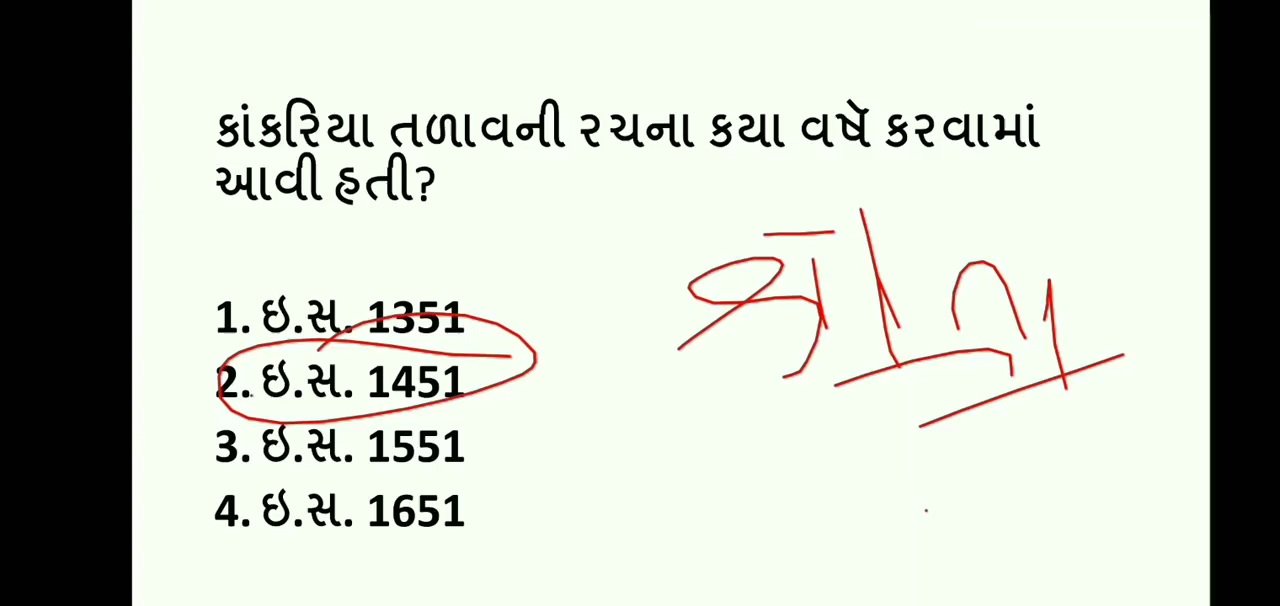 કાંકરિયા તળાવની રચના કયા વર્ષે કરવામાં
આવી હતી?
1. ઇ.સ. 1351
2. ઇ.સ. 1451
3. ઇ.સ. 1551
4. ઇ.સ. 1651